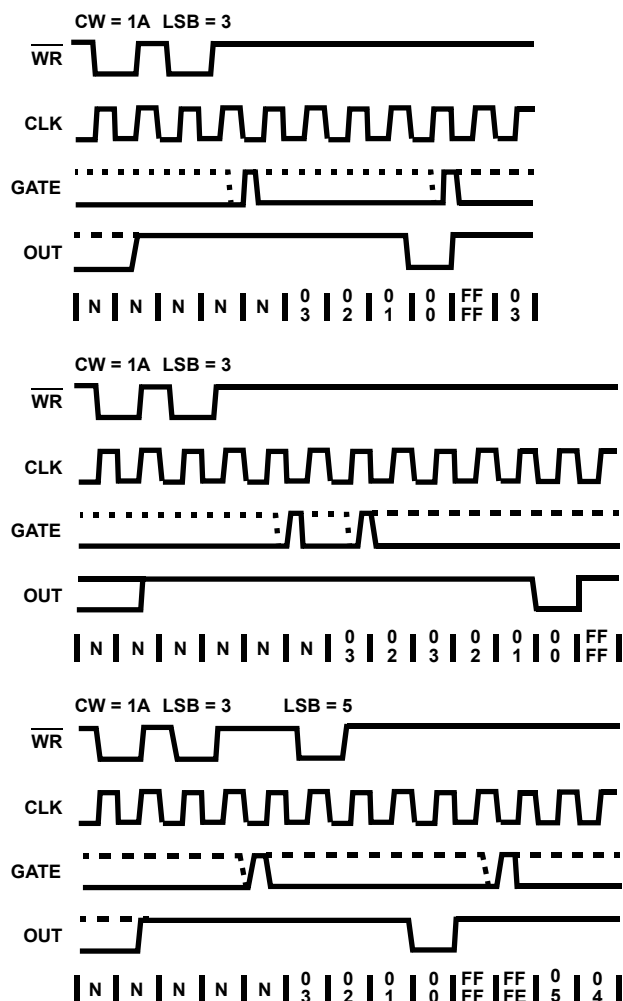 CW = 1A LSB = 3
WR
CLK
GATE
OUT
N N N N N 0 0 0 0 FF 0
3 2 1 0 FF 3
CW = 1A LSB = 3
WR
CLK
GATE
OUT
N N N N N N 0 0 0 0 0 0 FF
3 2 3 2 1 0 FF
CW = 1A LSB = 3 LSB = 5
WR
CLK
GATE
OUT
N N N N N 0 0 0 0 FF FF 0 0
3 2 1 0 FF FE 5 4